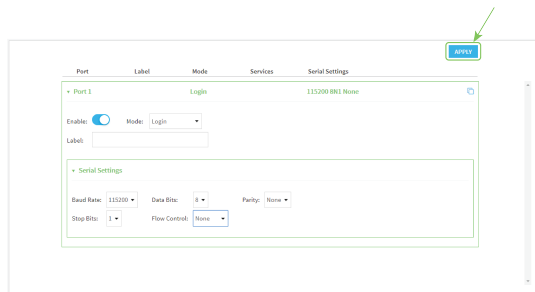 APPLY
Port Label Mode Services Serial Settings
Port 1 Login 115200 8N1 None
Enable: Mode: Login
Label:
Serial Settings
Baud Rate: 115200 Data Bits: 8 Parity: None
Stop Bits: 1 Flow Control: None